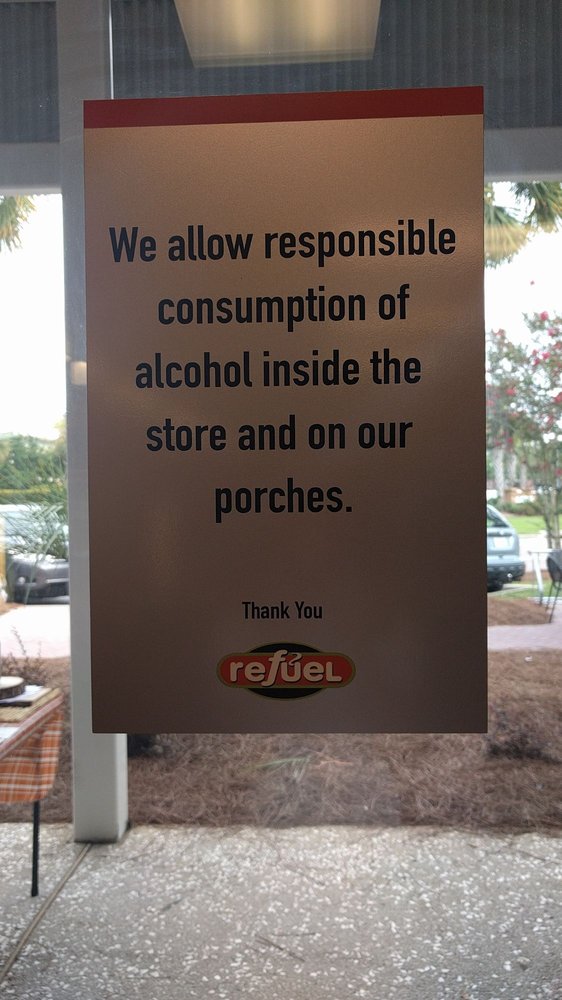 We allow responsible
consumption of
alcohol inside the
store and on our
porches.
Thank You
refuel